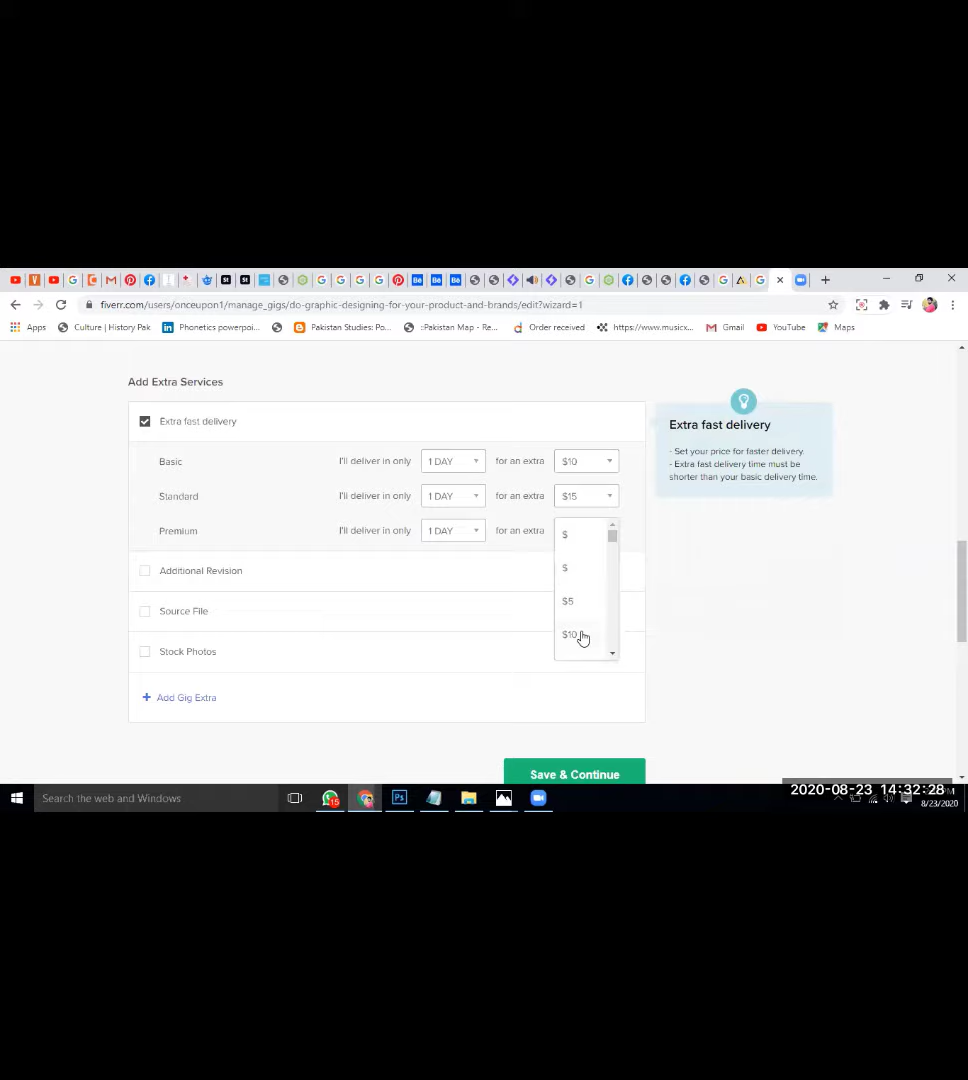 fiverr.com/users/onceupon1/manage_gigs/do-graphic-designing-for-your-product-and-brands/edit?wizard=1
Apps Culture | History Pak Phonetics powerpoi... Pakistan Studies: Po... ::Pakistan Map - Re... Order received https://www.musicx... Gmail YouTube Maps
Add Extra Services
Extra fast delivery
Basic I'll deliver in only 1 DAY for an extra $10
Standard I'll deliver in only 1 DAY for an extra $15
Premium I'll deliver in only 1 DAY for an extra
$
$
$5
$10
Additional Revision
Source File
Stock Photos
+ Add Gig Extra
Extra fast delivery
- Set your price for faster delivery.
- Extra fast delivery time must be
shorter than your basic delivery time.
Save & Continue
Search the web and Windows
15
2020-08-23 14:32:28
8/23/2020